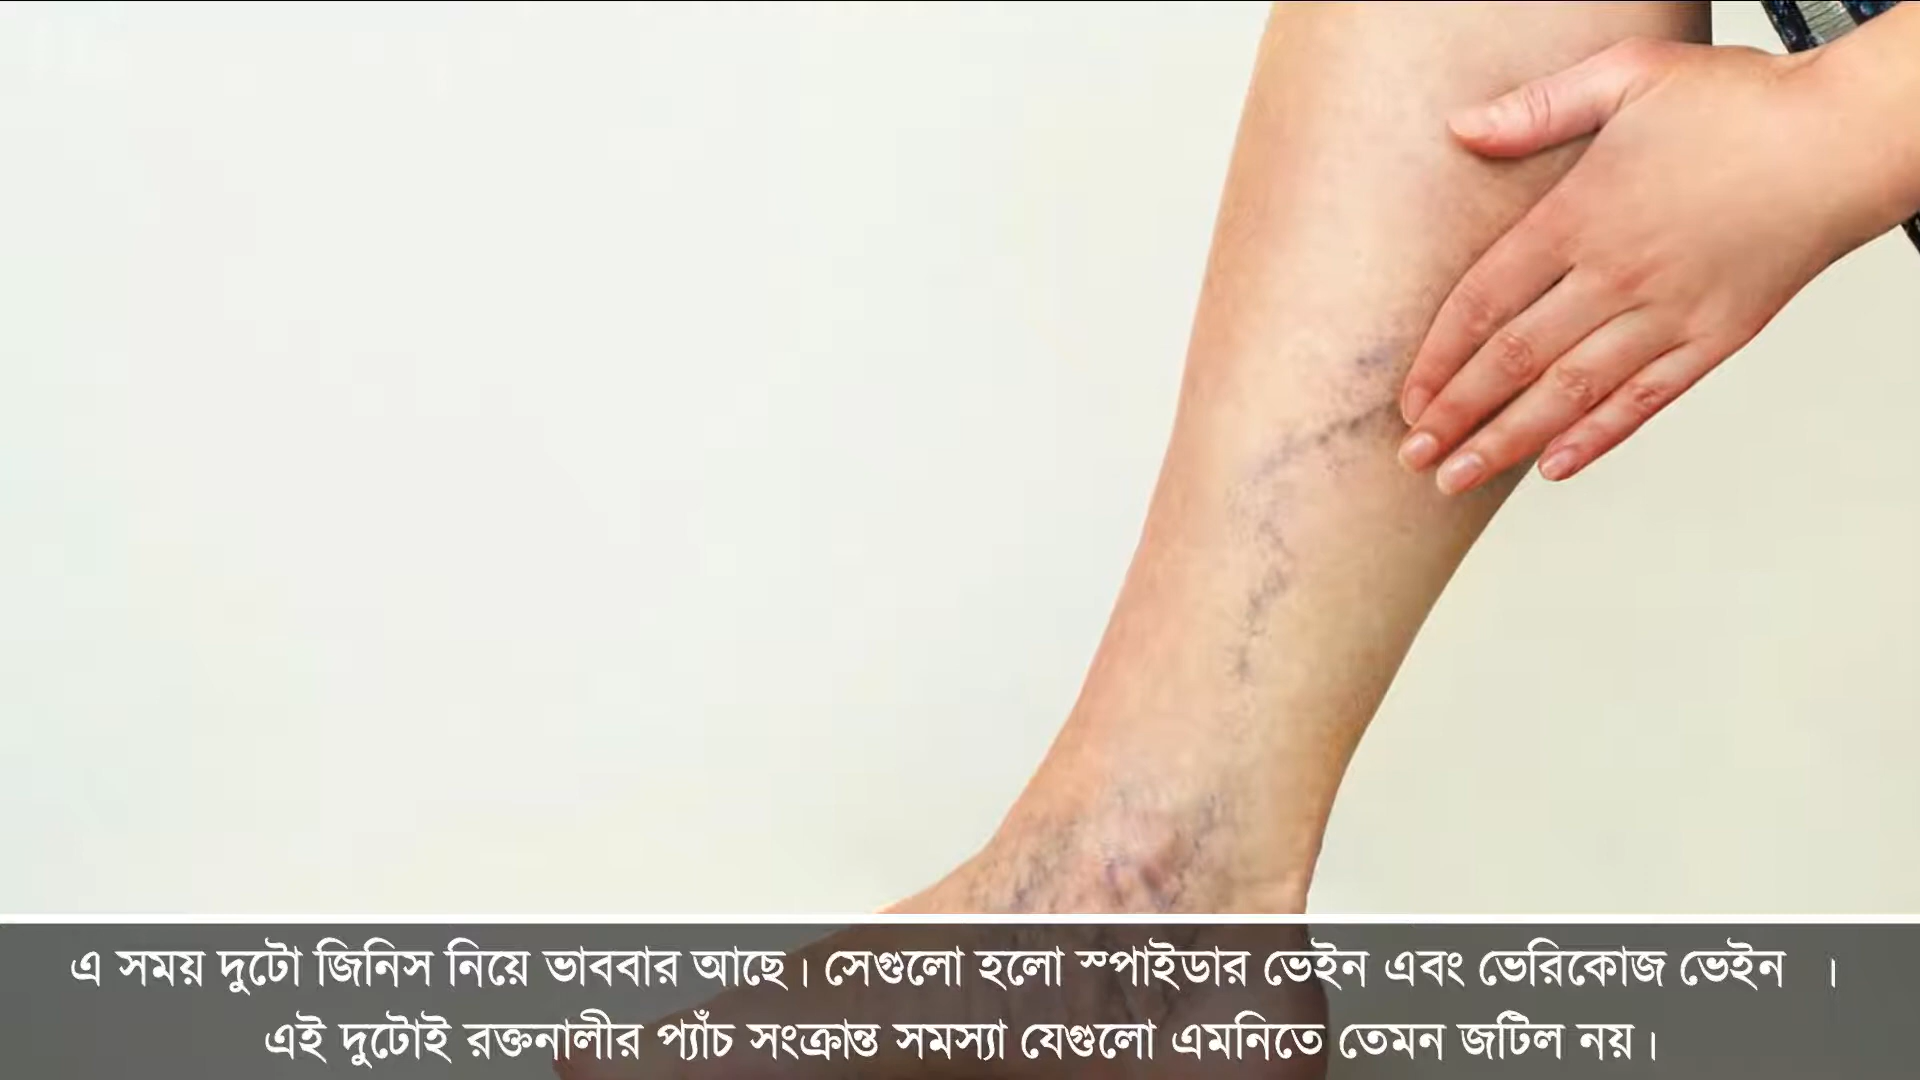 এ সময় দুটো জিনিস নিয়ে ভাববার আছে। সেগুলো হলো স্পাইডার ভেইন এবং ভেরিকোজ ভেইন ।
এই দুটোই রক্তনালীর প্যাঁচ সংক্রান্ত সমস্যা যেগুলো এমনিতে তেমন জটিল নয়।